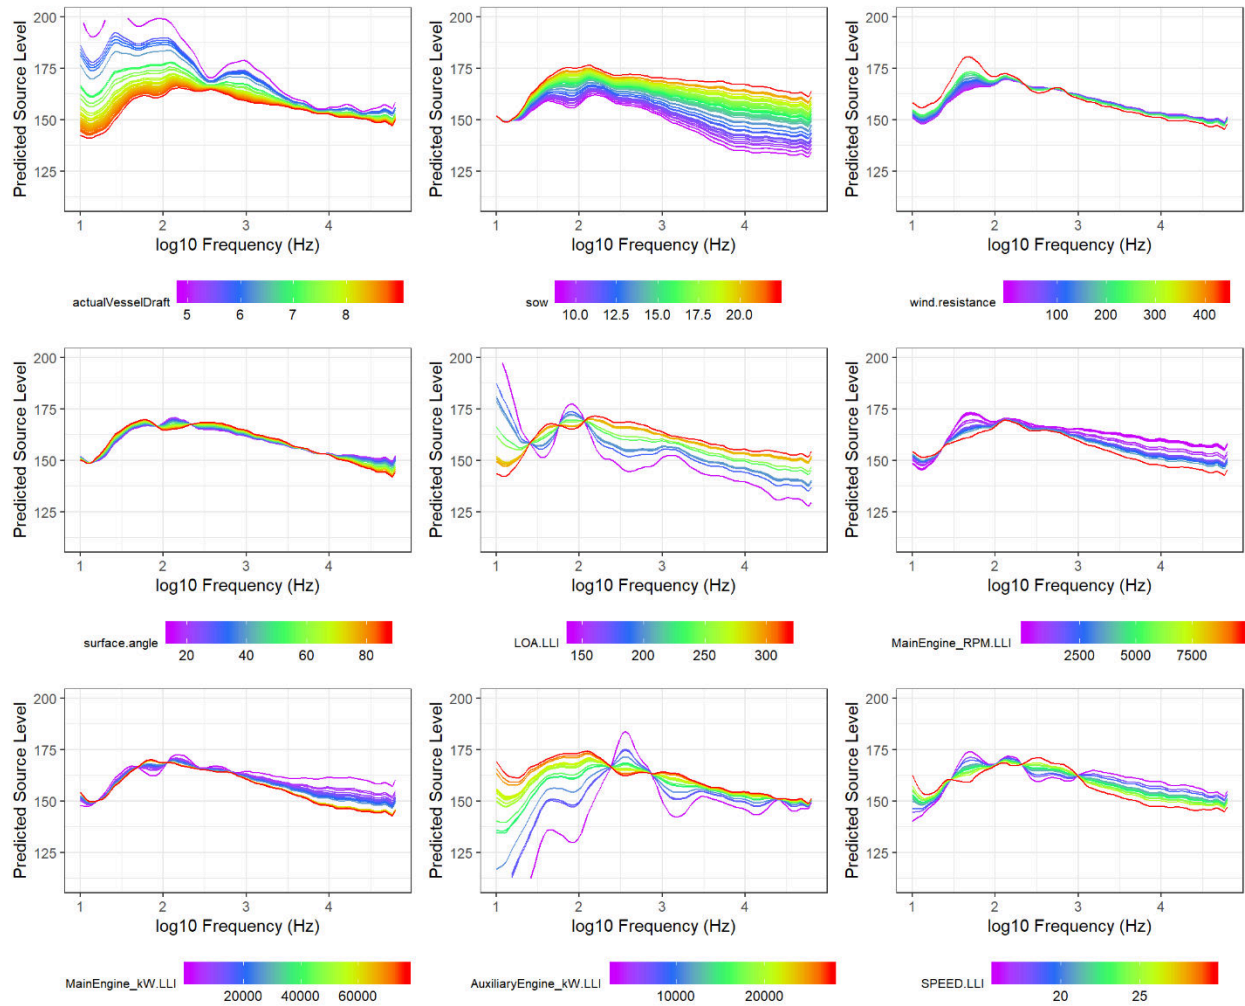 200
175
150
125
Predicted Source Level
1 2 3 4
log10 Frequency (Hz)
actualVesselDraft
5 6 7 8
200
175
150
125
Predicted Source Level
1 2 3 4
log10 Frequency (Hz)
sow
10.0 12.5 15.0 17.5 20.0
200
175
150
125
Predicted Source Level
1 2 3 4
log10 Frequency (Hz)
wind.resistance
100 200 300 400
200
175
150
125
Predicted Source Level
1 2 3 4
log10 Frequency (Hz)
surface.angle
20 40 60 80
200
175
150
125
Predicted Source Level
1 2 3 4
log10 Frequency (Hz)
LOA.LLI
150 200 250 300
200
175
150
125
Predicted Source Level
1 2 3 4
log10 Frequency (Hz)
MainEngine_RPM.LLI
2500 5000 7500
200
175
150
125
Predicted Source Level
1 2 3 4
log10 Frequency (Hz)
MainEngine_kW.LLI
20000 40000 60000
200
175
150
125
Predicted Source Level
1 2 3 4
log10 Frequency (Hz)
AuxiliaryEngine_kW.LLI
10000 20000
200
175
150
125
Predicted Source Level
1 2 3 4
log10 Frequency (Hz)
SPEED.LLI
20 25